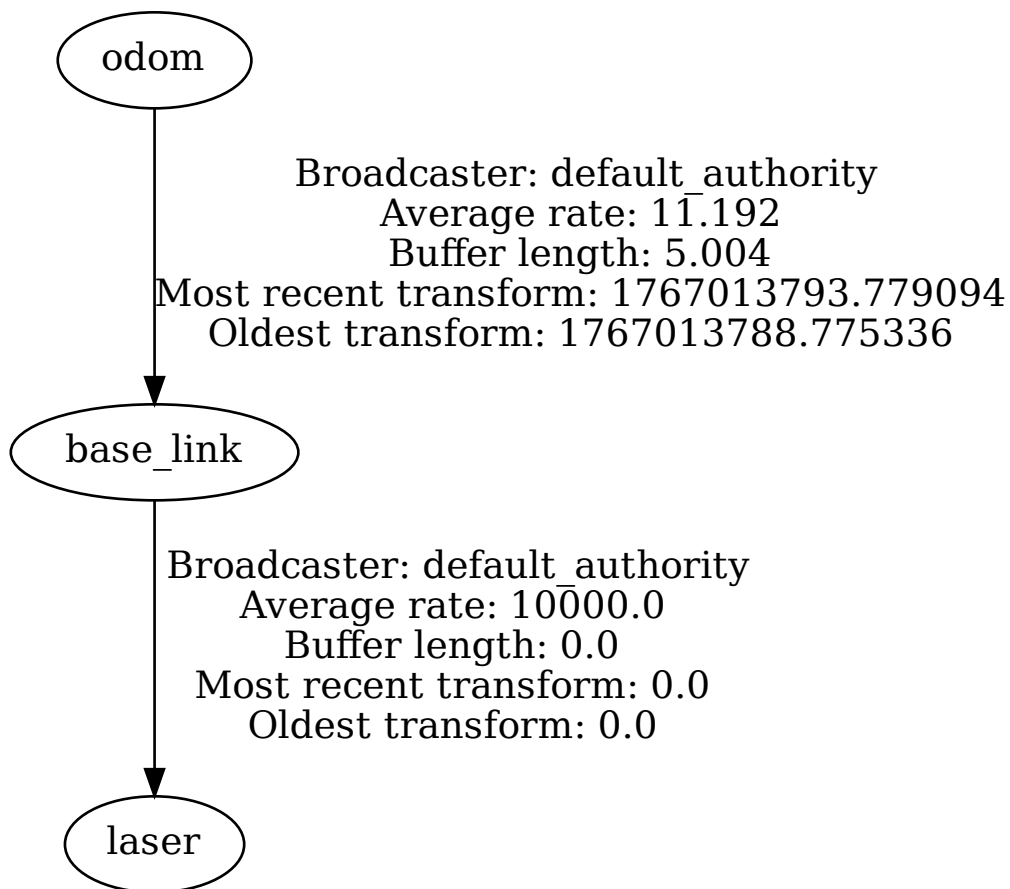 odom
Broadcaster: default_authority
Average rate: 11.192
Buffer length: 5.004
Most recent transform: 1767013793.779094
Oldest transform: 1767013788.775336
base_link
Broadcaster: default_authority
Average rate: 10000.0
Buffer length: 0.0
Most recent transform: 0.0
Oldest transform: 0.0
laser